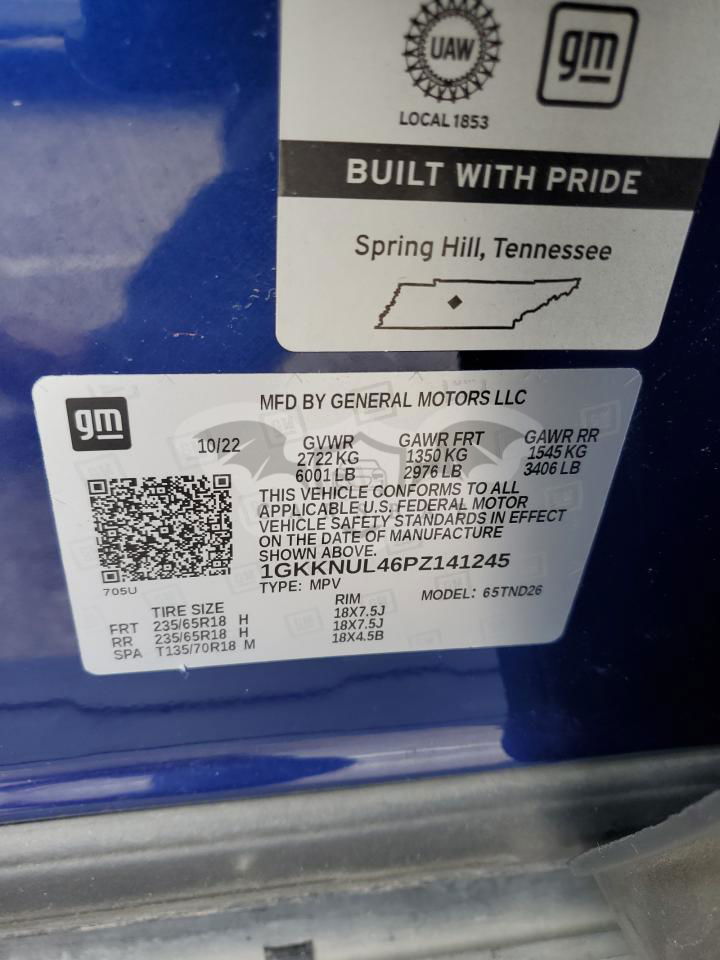 UAW
gm
LOCAL 1853
BUILT WITH PRIDE
Spring Hill, Tennessee
gm
MFD BY GENERAL MOTORS LLC
10/22 GVWR GAWR FRT GAWR RR
2722 KG 1350 KG 1545 KG
6001 LB 2976 LB 3406 LB
THIS VEHICLE CONFORMS TO ALL
APPLICABLE U.S. FEDERAL MOTOR
VEHICLE SAFETY STANDARDS IN EFFECT
ON THE DATE OF MANUFACTURE
SHOWN ABOVE.
1GKKNUL46PZ141245
705U
TYPE: MPV MODEL: 65TND26
TIRE SIZE RIM
FRT 235/65R18 H 18X7.5J
RR 235/65R18 H 18X7.5J
SPA T135/70R18 M 18X4.5B